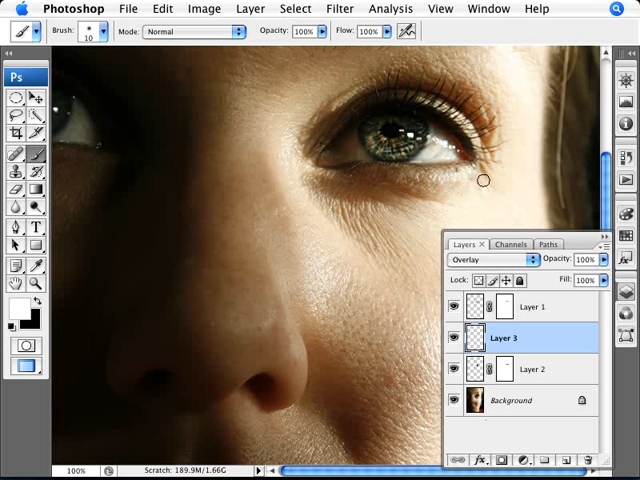 Photoshop File Edit Image Layer Select Filter Analysis View Window Help
Brush: 10 Mode: Normal Opacity: 100% Flow: 100%
Ps
Layers × Channels Paths
Overlay Opacity: 100%
Lock: Fill: 100%
Layer 1
Layer 3
Layer 2
Background
fx
100% Scratch: 189.9M/1.66G